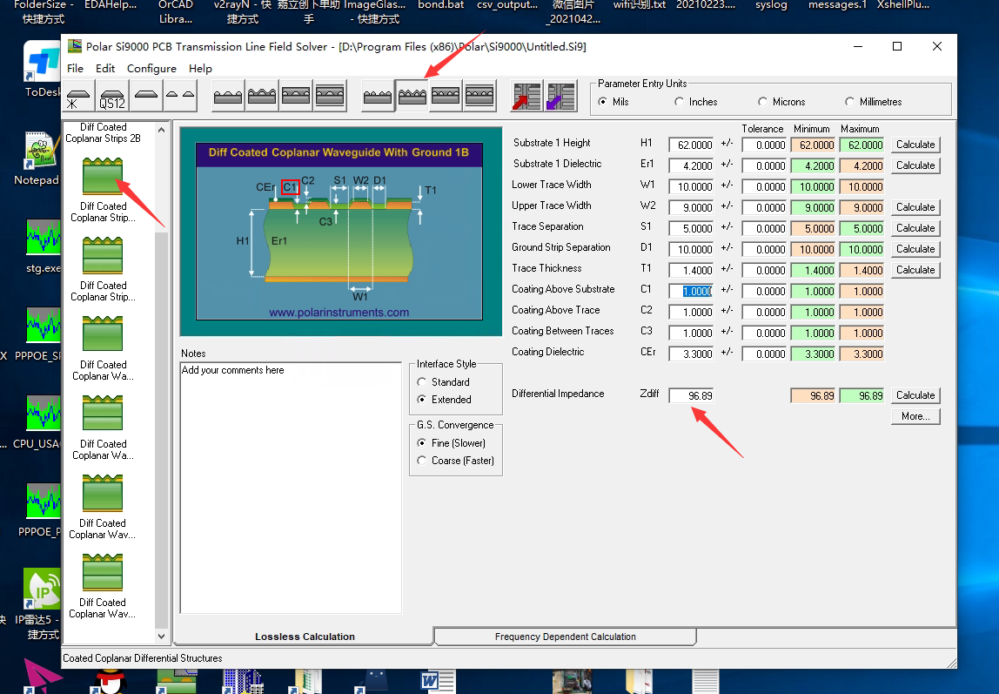 FolderSize -
快捷方式
EDAHelp...
OrCAD
Libra...
v2rayN - 快
捷方式
嘉立创下单助
手
ImageGlas...
- 快捷方式
bond.bat
csv_output...
微信图片
_2021042...
wifi识别.txt
20210223....
syslog
messages.1
XshellPlu...
Polar Si9000 PCB Transmission Line Field Solver - [D:\Program Files (x86)\Polar\Si9000\Untitled.Si9]
File Edit Configure Help
QS12
Parameter Entry Units
Mils Inches Microns Millimetres
ToDesk
Notepad
stg.exe
X PPPOE_S
... CPU_USA
PPPOE_P
快 IP雷达5 -
捷方式
IP
Diff Coated
Coplanar Strips 2B
Diff Coated
Coplanar Strip...
Diff Coated
Coplanar Strip...
Diff Coated
Coplanar Wa...
Diff Coated
Coplanar Wa...
Diff Coated
Coplanar Wav...
Diff Coated
Coplanar Wav...
Diff Coated Coplanar Waveguide With Ground 1B
CEr C1 C2 S1 W2 D1 T1
C3
H1 Er1
W1
www.polarinstruments.com
Notes
Add your comments here
Interface Style
Standard
Extended
G.S. Convergence
Fine (Slower)
Coarse (Faster)
Tolerance Minimum Maximum
Substrate 1 Height H1 62.0000 +/- 0.0000 62.0000 62.0000 Calculate
Substrate 1 Dielectric Er1 4.2000 +/- 0.0000 4.2000 4.2000 Calculate
Lower Trace Width W1 10.0000 +/- 0.0000 10.0000 10.0000
Upper Trace Width W2 9.0000 +/- 0.0000 9.0000 9.0000 Calculate
Trace Separation S1 5.0000 +/- 0.0000 5.0000 5.0000 Calculate
Ground Strip Separation D1 10.0000 +/- 0.0000 10.0000 10.0000 Calculate
Trace Thickness T1 1.4000 +/- 0.0000 1.4000 1.4000 Calculate
Coating Above Substrate C1 1.0000 +/- 0.0000 1.0000 1.0000
Coating Above Trace C2 1.0000 +/- 0.0000 1.0000 1.0000
Coating Between Traces C3 1.0000 +/- 0.0000 1.0000 1.0000
Coating Dielectric CEr 3.3000 +/- 0.0000 3.3000 3.3000
Differential Impedance Zdiff 96.89 96.89 96.89 Calculate
More...
Lossless Calculation Frequency Dependent Calculation
Coated Coplanar Differential Structures